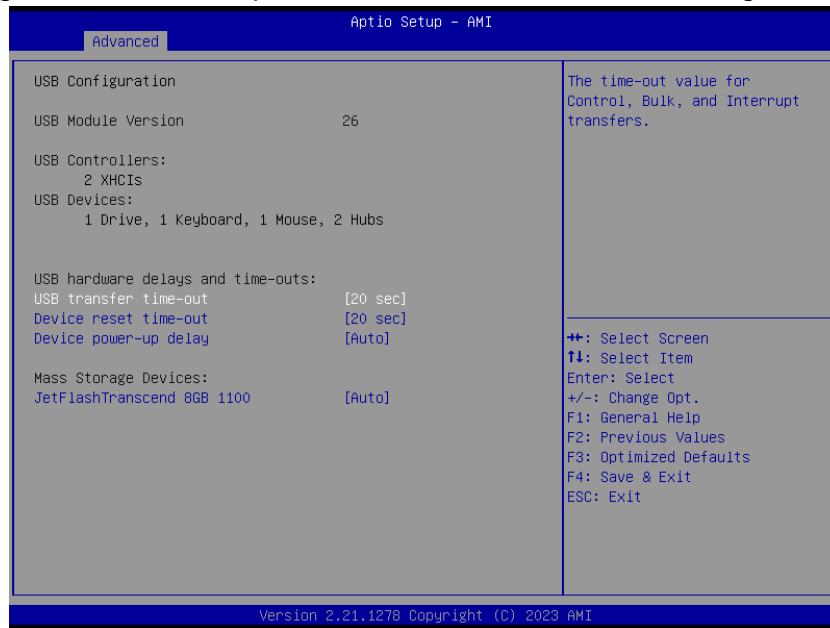 Aptio Setup - AMI
Advanced
USB Configuration
USB Module Version 26
USB Controllers:
2 XHCIs
USB Devices:
1 Drive, 1 Keyboard, 1 Mouse, 2 Hubs
USB hardware delays and time-outs:
USB transfer time-out [20 sec]
Device reset time-out [20 sec]
Device power-up delay [Auto]
Mass Storage Devices:
JetFlashTranscend 8GB 1100 [Auto]
The time-out value for
Control, Bulk, and Interrupt
transfers.
→←: Select Screen
↑↓: Select Item
Enter: Select
+/-: Change Opt.
F1: General Help
F2: Previous Values
F3: Optimized Defaults
F4: Save & Exit
ESC: Exit
Version 2.21.1278 Copyright (C) 2023 AMI